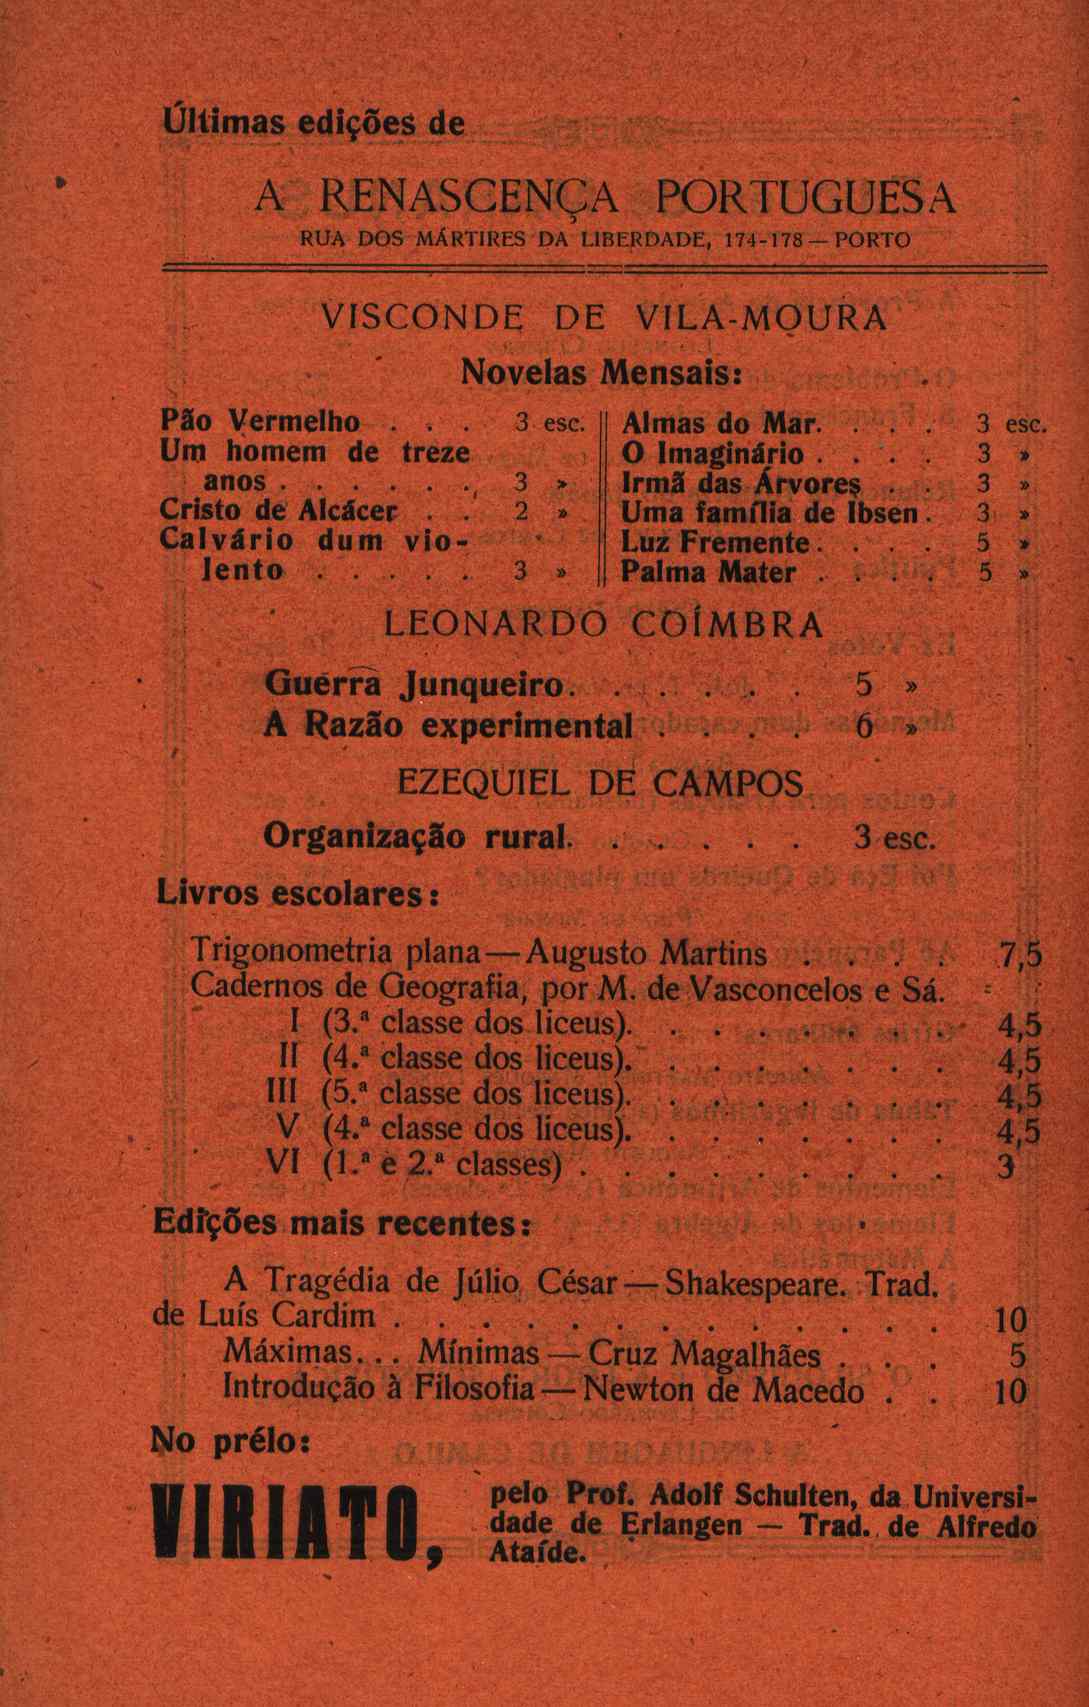 Últimas edições de
A RENASCENÇA PORTUGUESA
RUA DOS MÁRTIRES DA LIBERDADE, 174-178 — PORTO
VISCONDE DE VILA-MOURA
Novelas Mensais:
Pão Vermelho . . . 3 esc.
Um homem de treze
anos . . . . . . 3 »
Cristo de Alcácer . . 2 »
Calvário dum vio-
lento . . . . . 3 »
Almas do Mar. . . . 3 esc.
O Imaginário . . . . 3 »
Irmã das Árvores 3 »
Uma família de Ibsen . 3 »
Luz Fremente . . . . 5 »
Palma Mater . . . . 5 »
LEONARDO COÍMBRA
Guerra Junqueiro. . . . . . 5 »
A Razão experimental . . . . 6 »
EZEQUIEL DE CAMPOS
Organização rural. . . . . . 3 esc.
Livros escolares:
Trigonometria plana — Augusto Martins . . . . 7,5
Cadernos de Geografia, por M. de Vasconcelos e Sá.
I (3.ª classe dos liceus). . . . . . . . 4,5
II (4.ª classe dos liceus). . . . . . . . 4,5
III (5.ª classe dos liceus). . . . . . . . 4,5
V (4.ª classe dos liceus). . . . . . . . 4,5
VI (1.ª e 2.ª classes) . . . . . . . . . 3
Edições mais recentes:
A Tragédia de Júlio César — Shakespeare. Trad.
de Luís Cardim . . . . . . . . . . . . . 10
Máximas... Mínimas — Cruz Magalhães . . . 5
Introdução à Filosofia — Newton de Macedo . . 10
No prélo:
VIRIATO,
pelo Prof. Adolf Schulten, da Universi-
dade de Erlangen — Trad. de Alfredo
Ataíde.